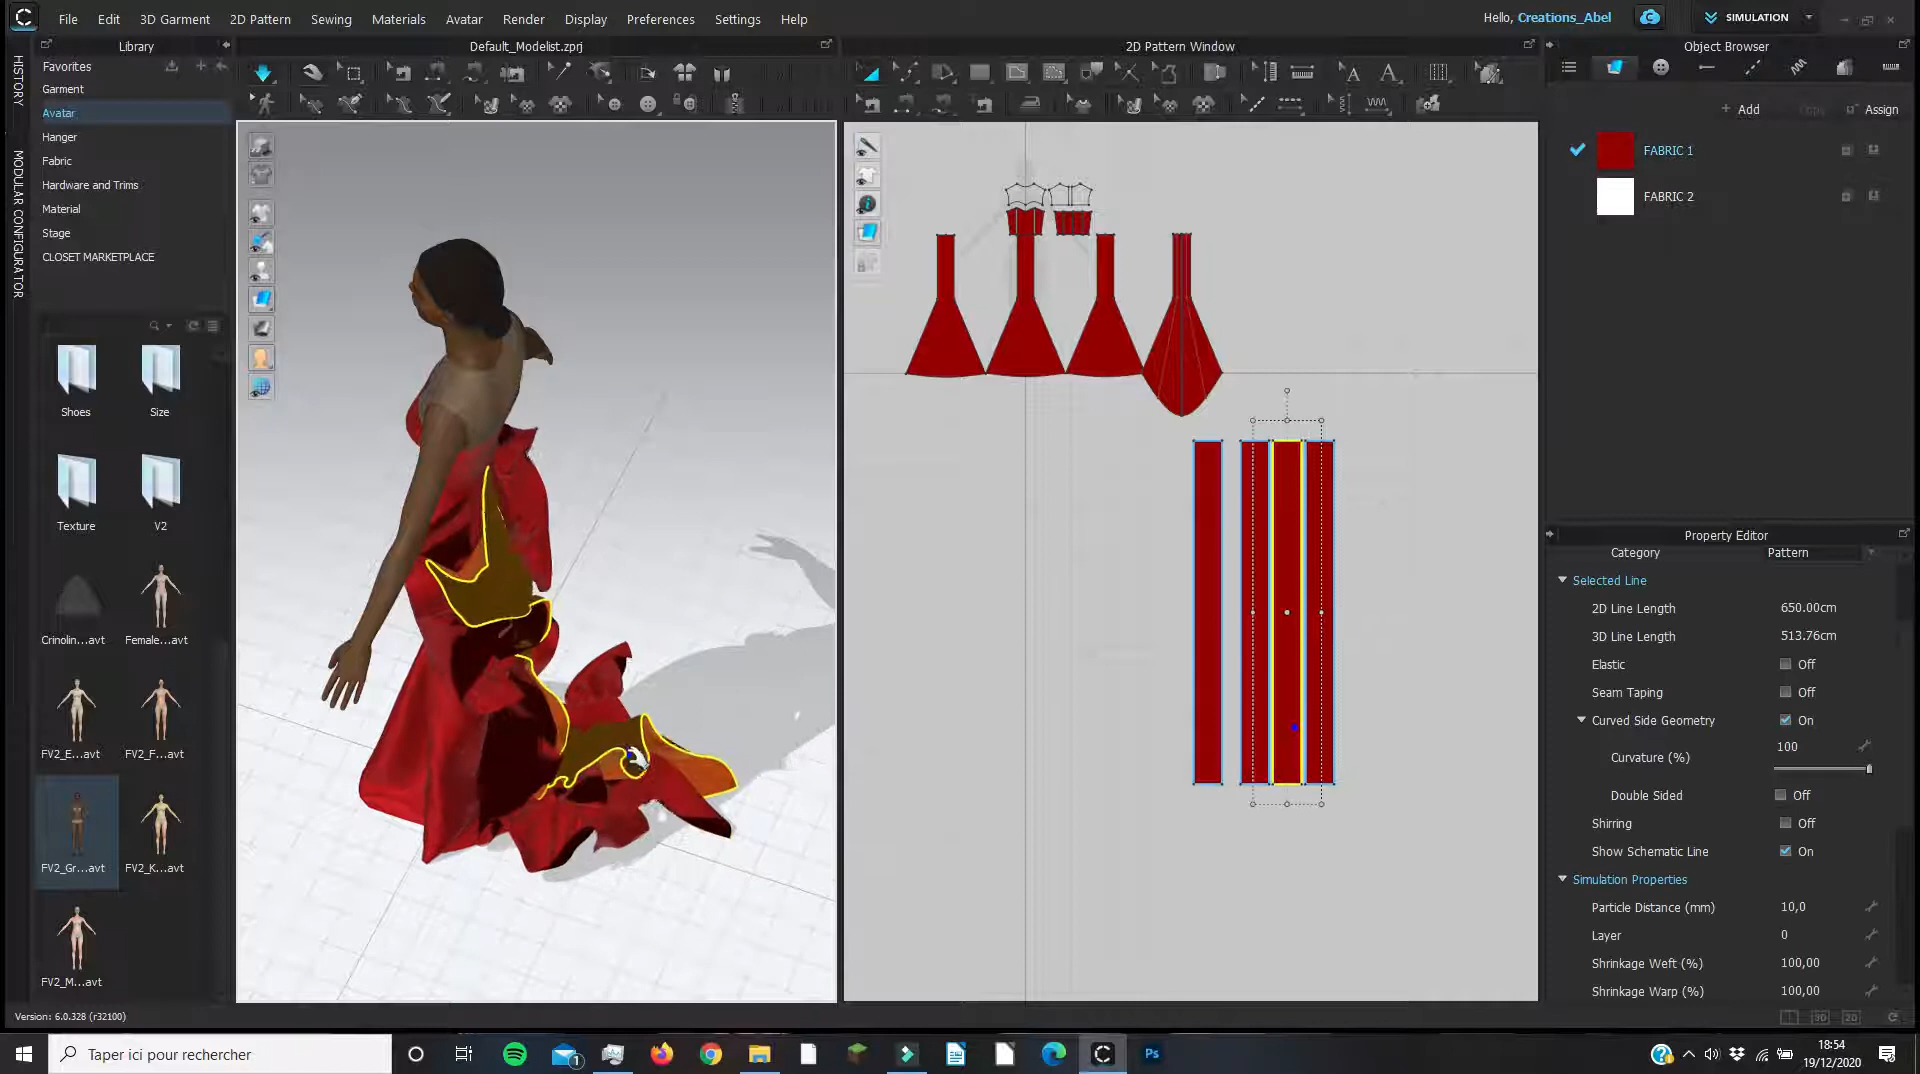 File Edit 3D Garment 2D Pattern Sewing Materials Avatar Render Display Preferences Settings Help
Hello, Creations_Abel
SIMULATION
HISTORY
MODULAR CONFIGURATOR
Library
Default_Modelist.zprj
2D Pattern Window
Object Browser
Favorites
Garment
Avatar
Hanger
Fabric
Hardware and Trims
Material
Stage
CLOSET MARKETPLACE
Shoes
Size
Texture
V2
Crinolin...avt
Female...avt
FV2_E...avt
FV2_F...avt
FV2_Gr...avt
FV2_K...avt
FV2_M...avt
Version: 6.0.328 (r32100)
+ Add
Copy
Assign
FABRIC 1
FABRIC 2
Property Editor
Category Pattern
Selected Line
2D Line Length 650.00cm
3D Line Length 513.76cm
Elastic Off
Seam Taping Off
Curved Side Geometry On
100
Curvature (%)
Double Sided Off
Shirring Off
Show Schematic Line On
Simulation Properties
Particle Distance (mm) 10,0
Layer 0
Shrinkage Weft (%) 100,00
Shrinkage Warp (%) 100,00
3D
2D
Taper ici pour rechercher
1
Ps
18:54
19/12/2020